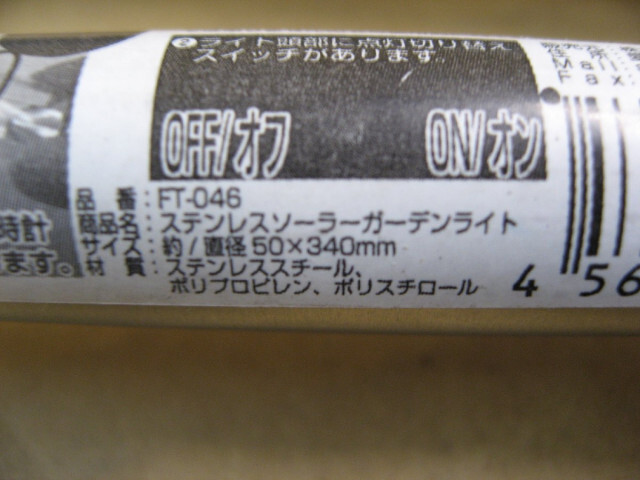 ②ライト頭部に点灯切り替え
スイッチがあります。
OFF/オフ
ON/オン
品番:FT-046
商品名:ステンレスソーラーガーデンライト
サイズ:約/直径50×340mm
材質:ステンレススチール、
ポリプロピレン、ポリスチロール
時計
ます。
Mail
Fax
4 56